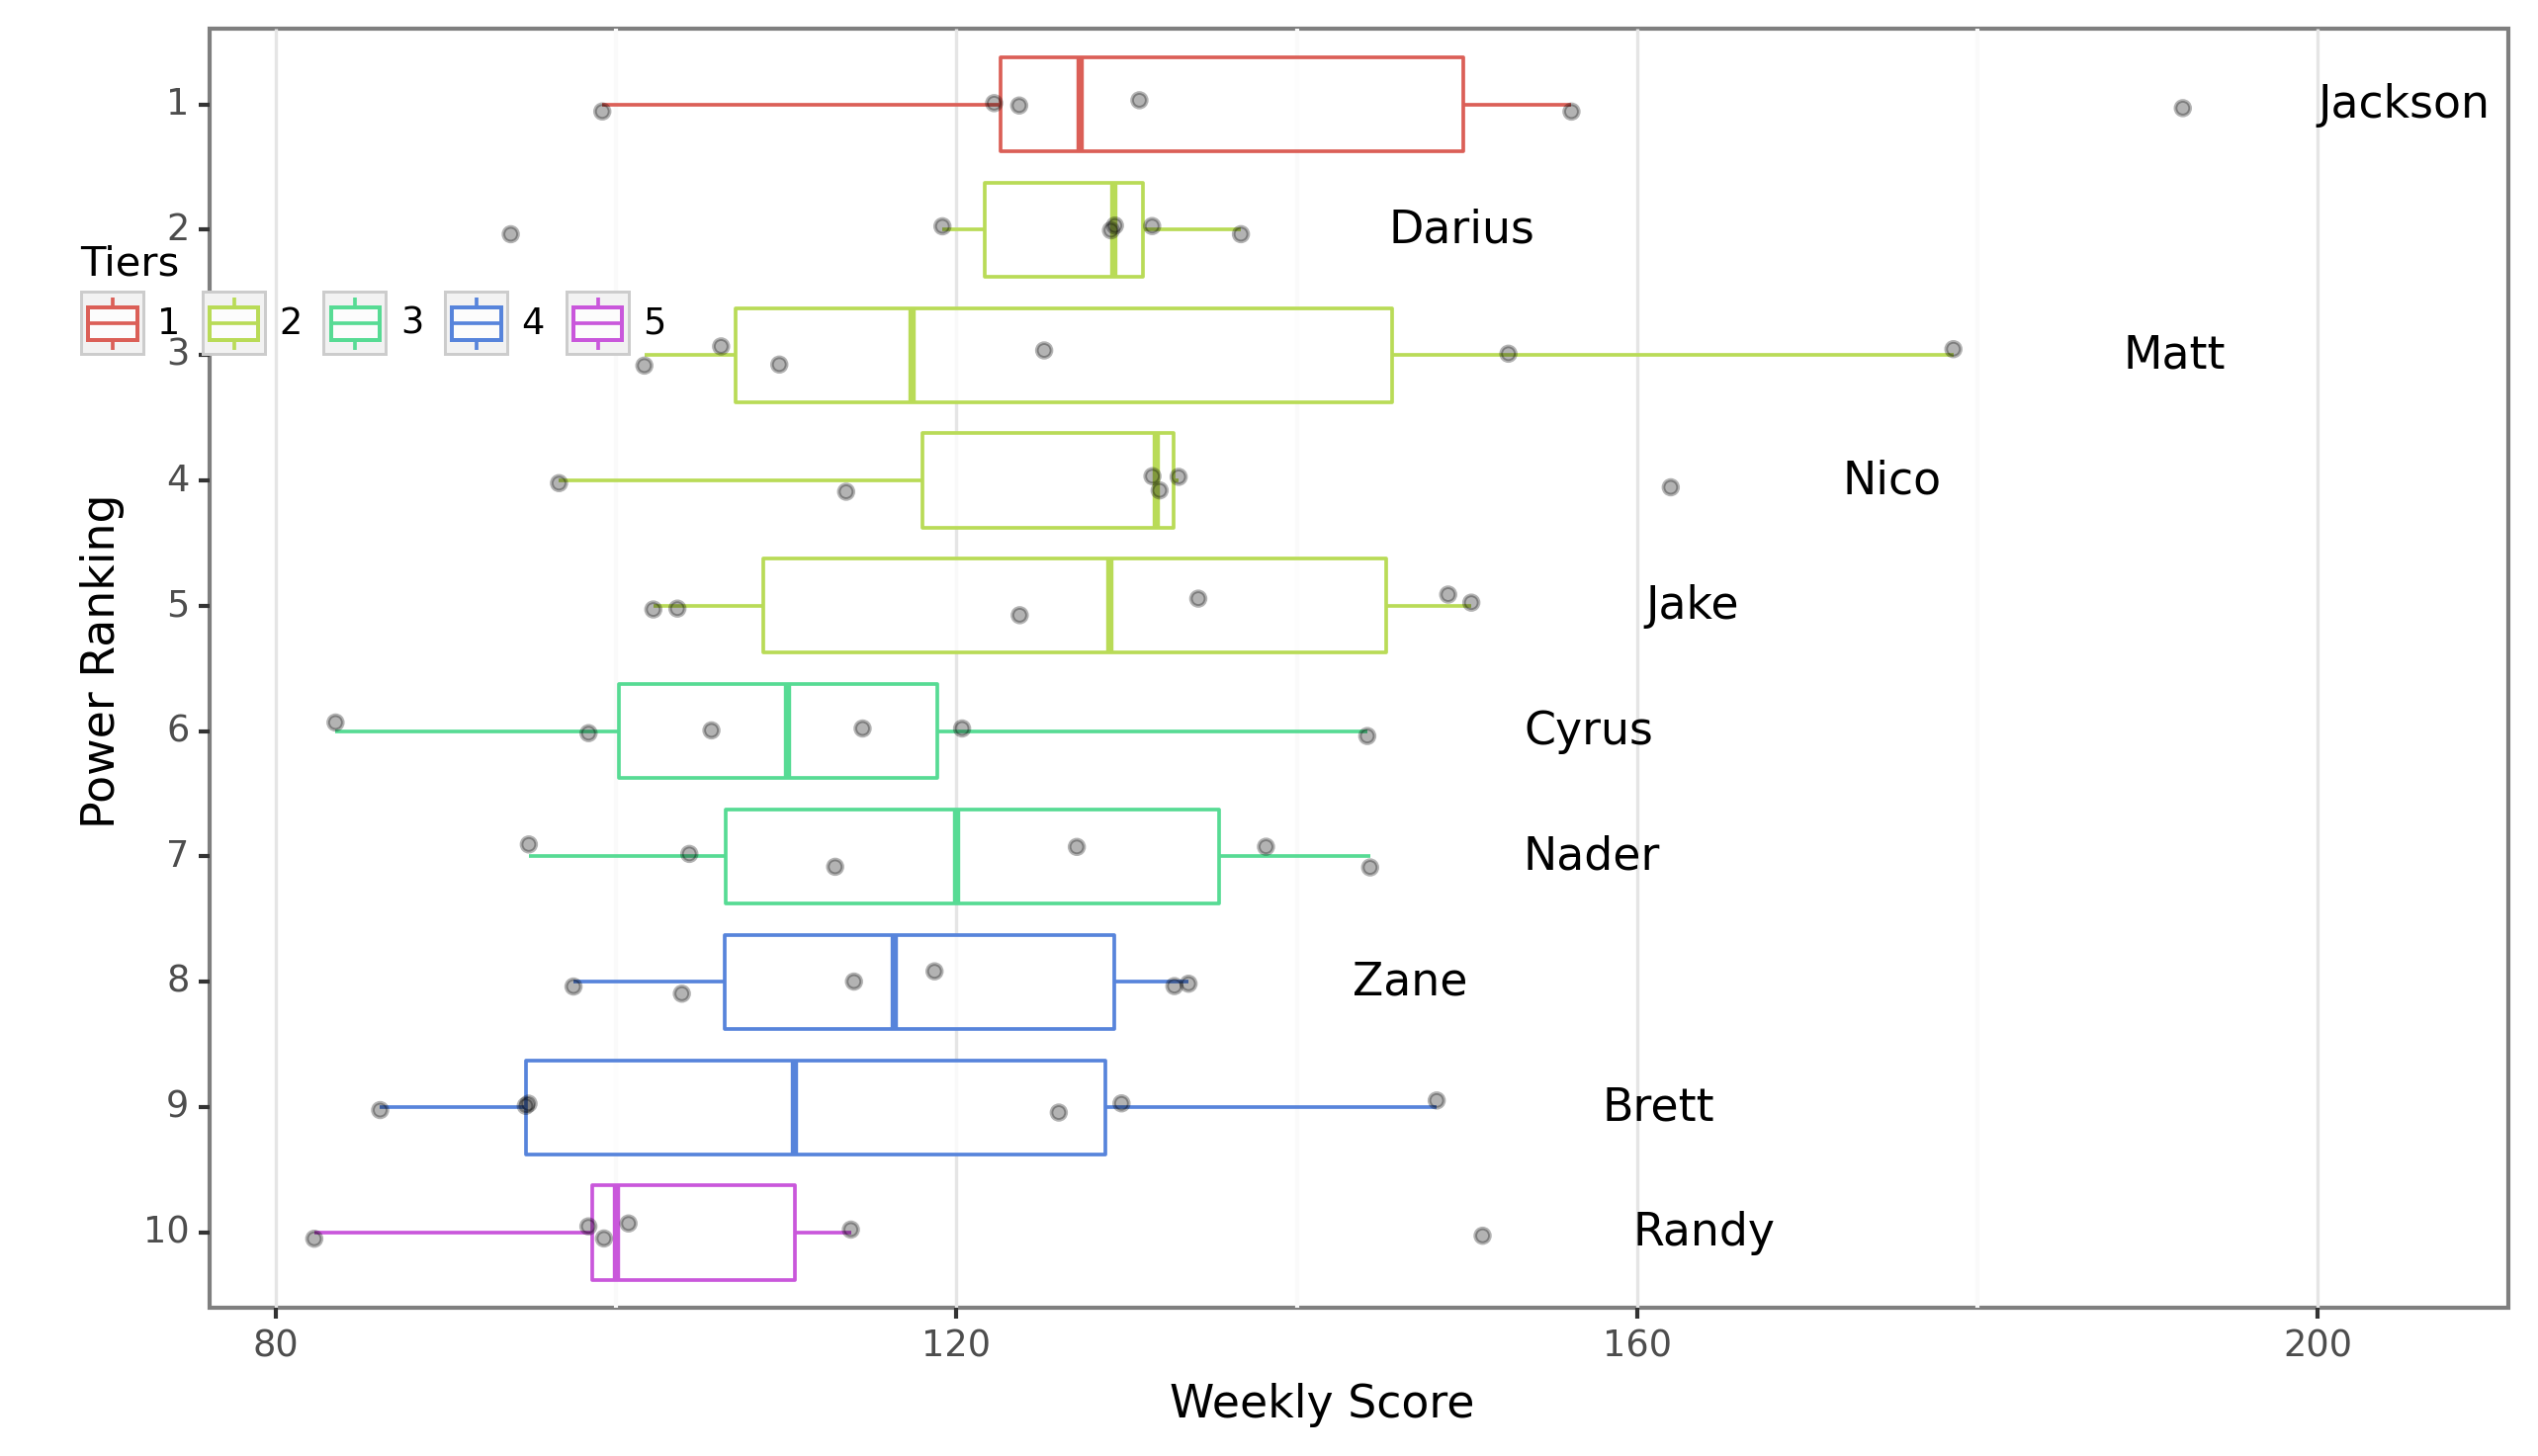 1 Jackson
2 Darius
Tiers
1 2 3 4 5
3 Matt
4 Nico
Power Ranking
5 Jake
6 Cyrus
7 Nader
8 Zane
9 Brett
10 Randy
80 120 160 200
Weekly Score